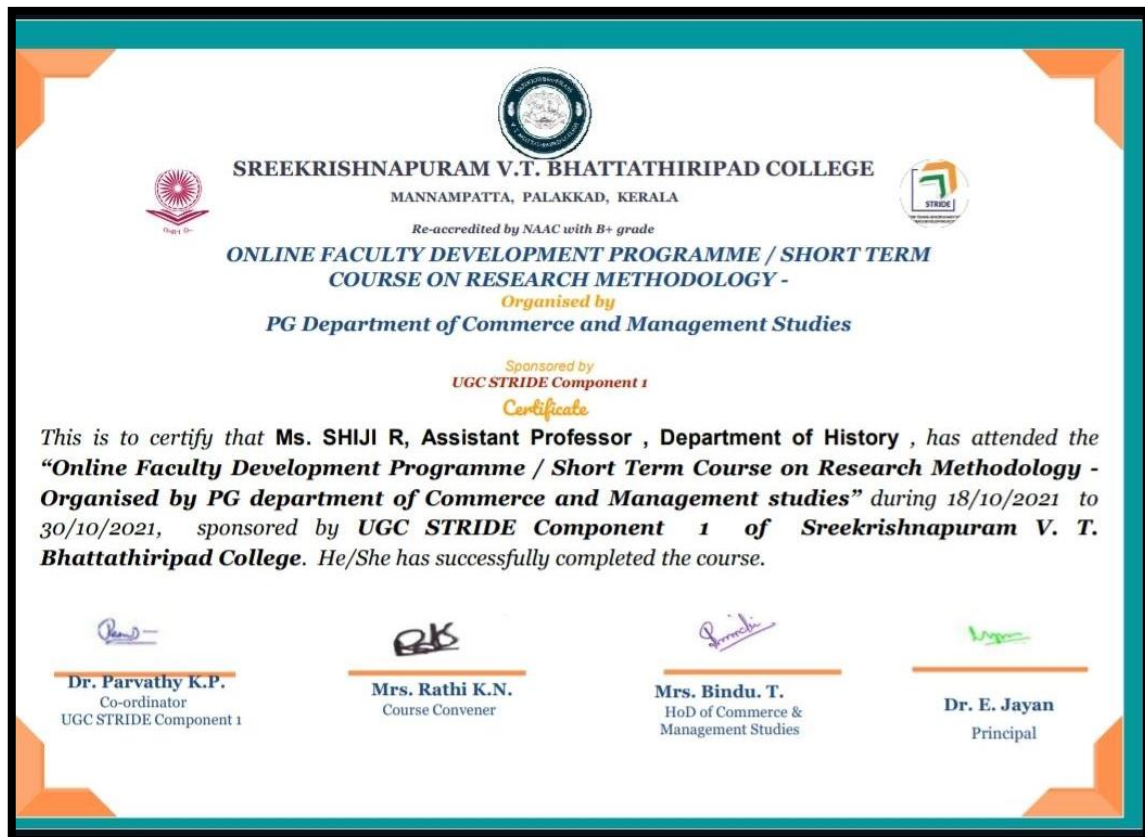 SREEKRISHNAPURAM V.T. BHATTATHIRIPAD COLLEGE
MANNAMPATTA, PALAKKAD, KERALA
STRIDE
Re-accredited by NAAC with B+ grade
ONLINE FACULTY DEVELOPMENT PROGRAMME / SHORT TERM
COURSE ON RESEARCH METHODOLOGY -
Organised by
PG Department of Commerce and Management Studies
Sponsored by
UGC STRIDE Component 1
Certificate
This is to certify that Ms. SHIJI R, Assistant Professor , Department of History , has attended the
“Online Faculty Development Programme / Short Term Course on Research Methodology -
Organised by PG department of Commerce and Management studies” during 18/10/2021 to
30/10/2021, sponsored by UGC STRIDE Component 1 of Sreekrishnapuram V. T.
Bhattathiripad College. He/She has successfully completed the course.
Dr. Parvathy K.P.
Co-ordinator
UGC STRIDE Component 1
Mrs. Rathi K.N.
Course Convener
Mrs. Bindu. T.
HoD of Commerce &
Management Studies
Dr. E. Jayan
Principal